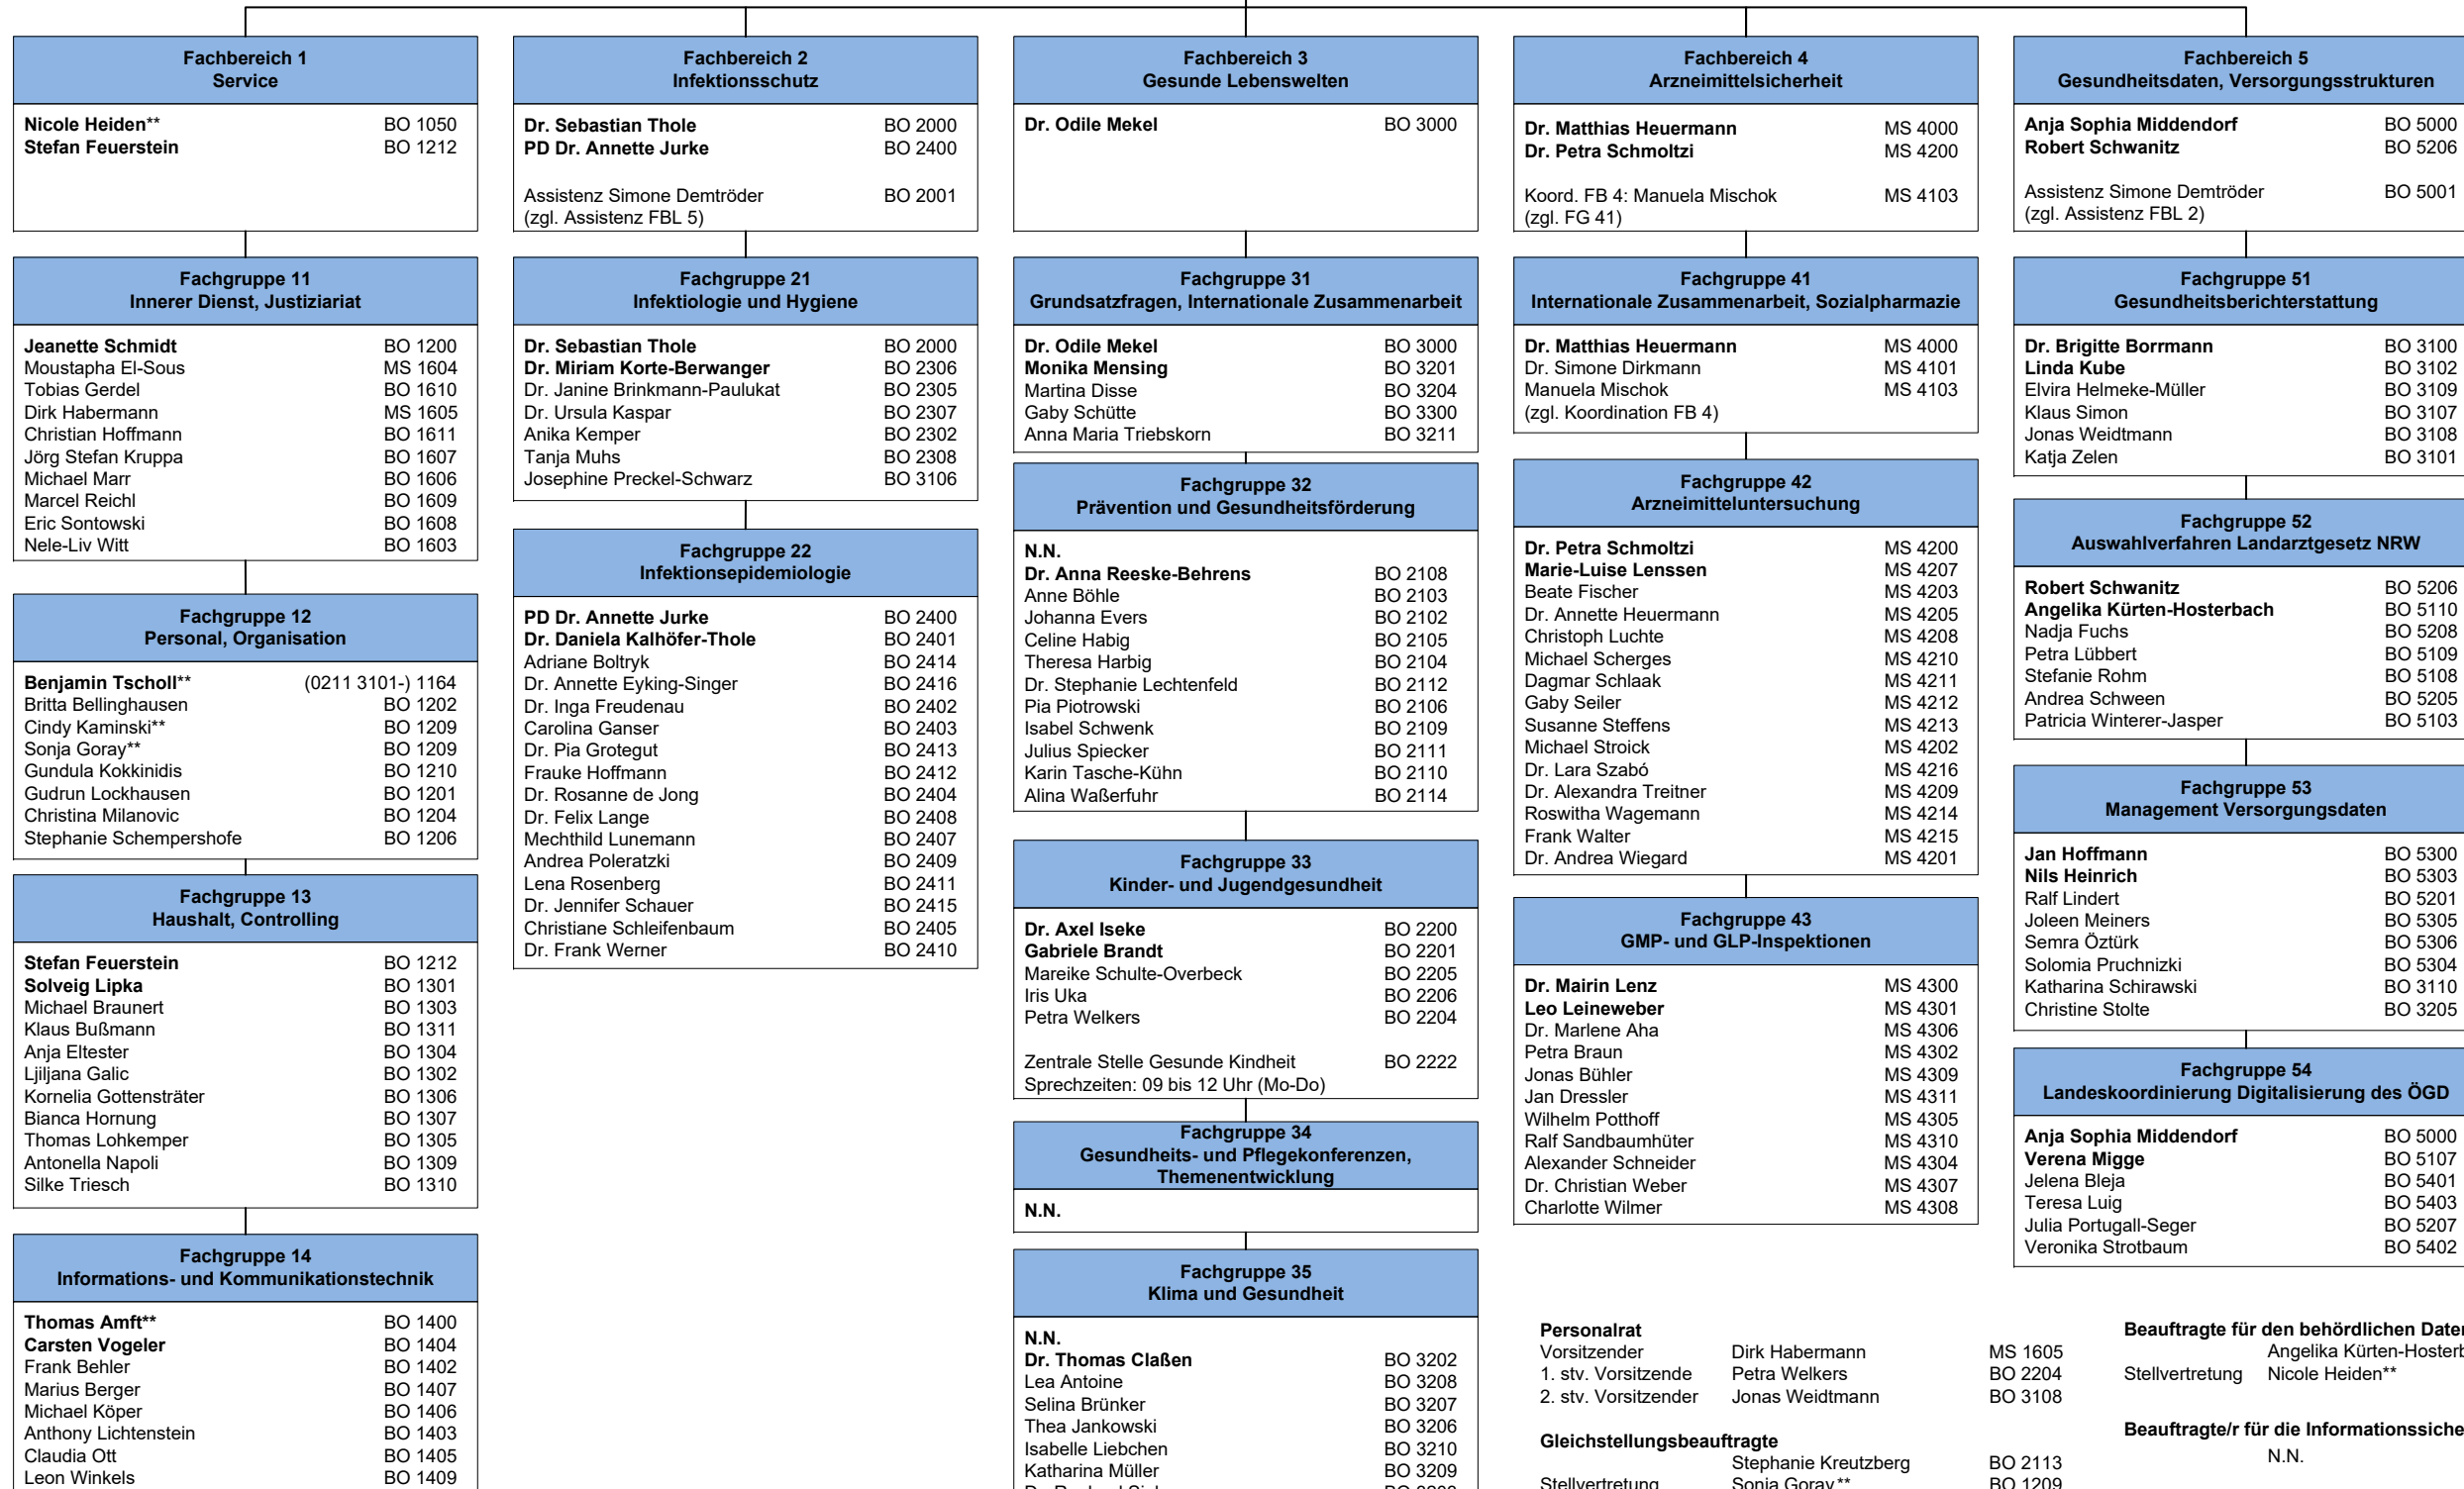 Fachbereich 1
Service
Nicole Heiden** BO 1050
Stefan Feuerstein BO 1212
Fachgruppe 11
Innerer Dienst, Justiziariat
Jeanette Schmidt BO 1200
Moustapha El-Sous MS 1604
Tobias Gerdel BO 1610
Dirk Habermann MS 1605
Christian Hoffmann BO 1611
Jörg Stefan Kruppa BO 1607
Michael Marr BO 1606
Marcel Reichl BO 1609
Eric Sontowski BO 1608
Nele-Liv Witt BO 1603
Fachgruppe 12
Personal, Organisation
Benjamin Tscholl** (0211 3101-) 1164
Britta Bellinghausen BO 1202
Cindy Kaminski** BO 1209
Sonja Goray** BO 1209
Gundula Kokkinidis BO 1210
Gudrun Lockhausen BO 1201
Christina Milanovic BO 1204
Stephanie Schempershofe BO 1206
Fachgruppe 13
Haushalt, Controlling
Stefan Feuerstein BO 1212
Solveig Lipka BO 1301
Michael Braunert BO 1303
Klaus Bußmann BO 1311
Anja Eltester BO 1304
Ljiljana Galic BO 1302
Kornelia Gottensträter BO 1306
Bianca Hornung BO 1307
Thomas Lohkemper BO 1305
Antonella Napoli BO 1309
Silke Triesch BO 1310
Fachgruppe 14
Informations- und Kommunikationstechnik
Thomas Amft** BO 1400
Carsten Vogeler BO 1404
Frank Behler BO 1402
Marius Berger BO 1407
Michael Köper BO 1406
Anthony Lichtenstein BO 1403
Claudia Ott BO 1405
Leon Winkels BO 1409
Fachbereich 2
Infektionsschutz
Dr. Sebastian Thole BO 2000
PD Dr. Annette Jurke BO 2400
Assistenz Simone Demtröder BO 2001
(zgl. Assistenz FBL 5)
Fachgruppe 21
Infektiologie und Hygiene
Dr. Sebastian Thole BO 2000
Dr. Miriam Korte-Berwanger BO 2306
Dr. Janine Brinkmann-Paulukat BO 2305
Dr. Ursula Kaspar BO 2307
Anika Kemper BO 2302
Tanja Muhs BO 2308
Josephine Preckel-Schwarz BO 3106
Fachgruppe 22
Infektionsepidemiologie
PD Dr. Annette Jurke BO 2400
Dr. Daniela Kalhöfer-Thole BO 2401
Adriane Boltryk BO 2414
Dr. Annette Eyking-Singer BO 2416
Dr. Inga Freudenau BO 2402
Carolina Ganser BO 2403
Dr. Pia Grotegut BO 2413
Frauke Hoffmann BO 2412
Dr. Rosanne de Jong BO 2404
Dr. Felix Lange BO 2408
Mechthild Lunemann BO 2407
Andrea Poleratzki BO 2409
Lena Rosenberg BO 2411
Dr. Jennifer Schauer BO 2415
Christiane Schleifenbaum BO 2405
Dr. Frank Werner BO 2410
Fachbereich 3
Gesunde Lebenswelten
Dr. Odile Mekel BO 3000
Fachgruppe 31
Grundsatzfragen, Internationale Zusammenarbeit
Dr. Odile Mekel BO 3000
Monika Mensing BO 3201
Martina Disse BO 3204
Gaby Schütte BO 3300
Anna Maria Triebskorn BO 3211
Fachgruppe 32
Prävention und Gesundheitsförderung
N.N.
Dr. Anna Reeske-Behrens BO 2108
Anne Böhle BO 2103
Johanna Evers BO 2102
Celine Habig BO 2105
Theresa Harbig BO 2104
Dr. Stephanie Lechtenfeld BO 2112
Pia Piotrowski BO 2106
Isabel Schwenk BO 2109
Julius Spiecker BO 2111
Karin Tasche-Kühn BO 2110
Alina Waßerfuhr BO 2114
Fachgruppe 33
Kinder- und Jugendgesundheit
Dr. Axel Iseke BO 2200
Gabriele Brandt BO 2201
Mareike Schulte-Overbeck BO 2205
Iris Uka BO 2206
Petra Welkers BO 2204
Zentrale Stelle Gesunde Kindheit BO 2222
Sprechzeiten: 09 bis 12 Uhr (Mo-Do)
Fachgruppe 34
Gesundheits- und Pflegekonferenzen,
Themenentwicklung
N.N.
Fachgruppe 35
Klima und Gesundheit
N.N.
Dr. Thomas Claßen BO 3202
Lea Antoine BO 3208
Selina Brünker BO 3207
Thea Jankowski BO 3206
Isabelle Liebchen BO 3210
Katharina Müller BO 3209
Fachbereich 4
Arzneimittelsicherheit
Dr. Matthias Heuermann MS 4000
Dr. Petra Schmoltzi MS 4200
Koord. FB 4: Manuela Mischok MS 4103
(zgl. FG 41)
Fachgruppe 41
Internationale Zusammenarbeit, Sozialpharmazie
Dr. Matthias Heuermann MS 4000
Dr. Simone Dirkmann MS 4101
Manuela Mischok MS 4103
(zgl. Koordination FB 4)
Fachgruppe 42
Arzneimitteluntersuchung
Dr. Petra Schmoltzi MS 4200
Marie-Luise Lenssen MS 4207
Beate Fischer MS 4203
Dr. Annette Heuermann MS 4205
Christoph Luchte MS 4208
Michael Scherges MS 4210
Dagmar Schlaak MS 4211
Gaby Seiler MS 4212
Susanne Steffens MS 4213
Michael Stroick MS 4202
Dr. Lara Szabó MS 4216
Dr. Alexandra Treitner MS 4209
Roswitha Wagemann MS 4214
Frank Walter MS 4215
Dr. Andrea Wiegard MS 4201
Fachgruppe 43
GMP- und GLP-Inspektionen
Dr. Mairin Lenz MS 4300
Leo Leineweber MS 4301
Dr. Marlene Aha MS 4306
Petra Braun MS 4302
Jonas Bühler MS 4309
Jan Dressler MS 4311
Wilhelm Potthoff MS 4305
Ralf Sandbaumhüter MS 4310
Alexander Schneider MS 4304
Dr. Christian Weber MS 4307
Charlotte Wilmer MS 4308
Fachbereich 5
Gesundheitsdaten, Versorgungsstrukturen
Anja Sophia Middendorf BO 5000
Robert Schwanitz BO 5206
Assistenz Simone Demtröder BO 5001
(zgl. Assistenz FBL 2)
Fachgruppe 51
Gesundheitsberichterstattung
Dr. Brigitte Borrmann BO 3100
Linda Kube BO 3102
Elvira Helmeke-Müller BO 3109
Klaus Simon BO 3107
Jonas Weidtmann BO 3108
Katja Zelen BO 3101
Fachgruppe 52
Auswahlverfahren Landarztgesetz NRW
Robert Schwanitz BO 5206
Angelika Kürten-Hosterbach BO 5110
Nadja Fuchs BO 5208
Petra Lübbert BO 5109
Stefanie Rohm BO 5108
Andrea Schween BO 5205
Patricia Winterer-Jasper BO 5103
Fachgruppe 53
Management Versorgungsdaten
Jan Hoffmann BO 5300
Nils Heinrich BO 5303
Ralf Lindert BO 5201
Joleen Meiners BO 5305
Semra Öztürk BO 5306
Solomia Pruchnizki BO 5304
Katharina Schirawski BO 3110
Christine Stolte BO 3205
Fachgruppe 54
Landeskoordinierung Digitalisierung des ÖGD
Anja Sophia Middendorf BO 5000
Verena Migge BO 5107
Jelena Bleja BO 5401
Teresa Luig BO 5403
Julia Portugall-Seger BO 5207
Veronika Strotbaum BO 5402
Personalrat
Vorsitzender Dirk Habermann MS 1605
1. stv. Vorsitzende Petra Welkers BO 2204
2. stv. Vorsitzender Jonas Weidtmann BO 3108
Gleichstellungsbeauftragte
Stephanie Kreutzberg BO 2113
Stellvertretung Sonja Goray** BO 1209
Beauftragte für den behördlichen Daten
Angelika Kürten-Hosterb
Stellvertretung Nicole Heiden**
Beauftragte/r für die Informationssiche
N.N.